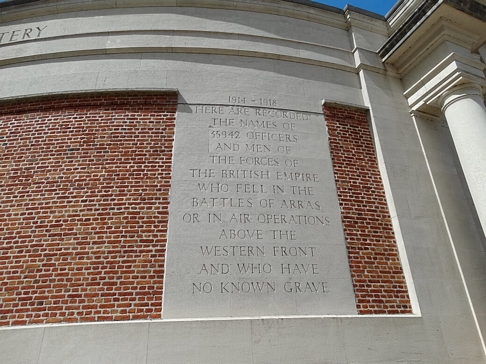 TERY
1914 - 1918
HERE ARE RECORDED
THE NAMES OF
35942 OFFICERS
AND MEN OF
THE FORCES OF
THE BRITISH EMPIRE
WHO FELL IN THE
BATTLES OF ARRAS
OR IN AIR OPERATIONS
ABOVE THE
WESTERN FRONT
AND WHO HAVE
NO KNOWN GRAVE